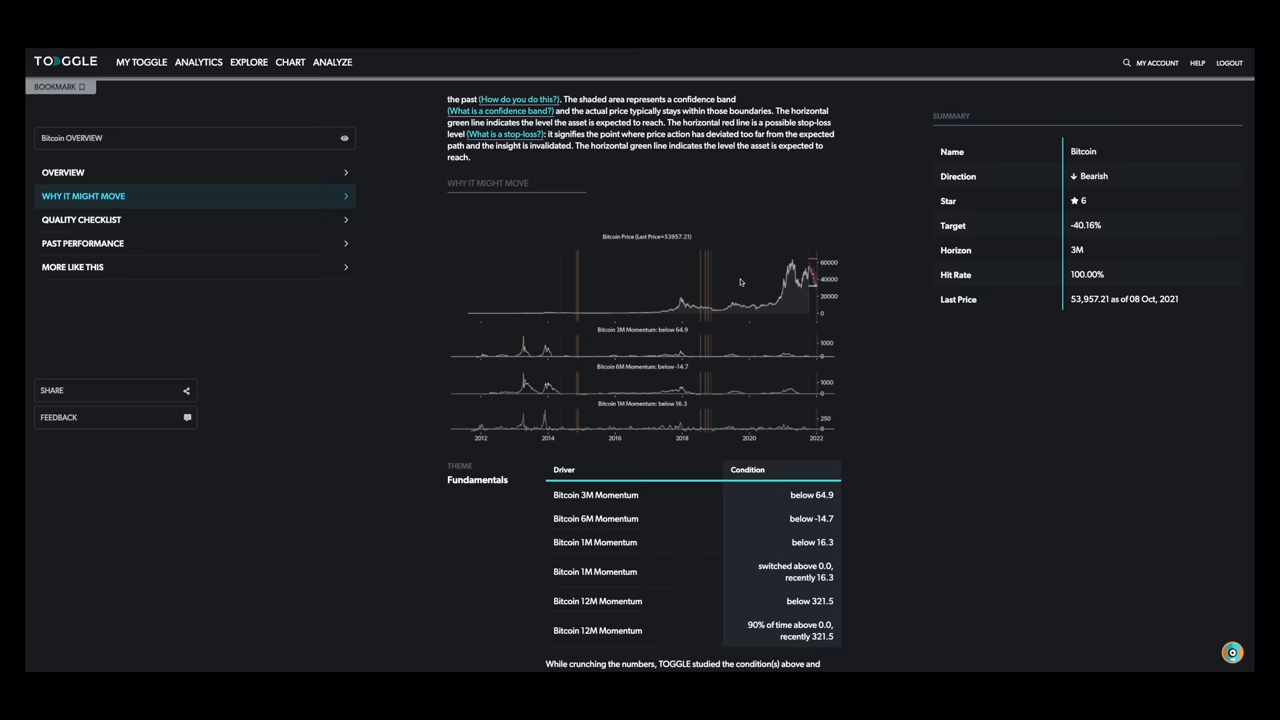 TOGGLE
MY TOGGLE ANALYTICS EXPLORE CHART ANALYZE
MY ACCOUNT HELP LOGOUT
BOOKMARK
Bitcoin OVERVIEW
OVERVIEW
WHY IT MIGHT MOVE
QUALITY CHECKLIST
PAST PERFORMANCE
MORE LIKE THIS
SHARE
FEEDBACK
the past (How do you do this?). The shaded area represents a confidence band
(What is a confidence band?) and the actual price typically stays within those boundaries. The horizontal
green line indicates the level the asset is expected to reach. The horizontal red line is a possible stop-loss
level (What is a stop-loss?): it signifies the point where price action has deviated too far from the expected
path and the insight is invalidated. The horizontal green line indicates the level the asset is expected to
reach.
WHY IT MIGHT MOVE
Bitcoin Price (Last Price=53957.21)
60000
40000
20000
0
Bitcoin 3M Momentum: below 64.9
1000
0
Bitcoin 6M Momentum: below -14.7
1000
0
Bitcoin 1M Momentum: below 16.3
250
0
2012 2014 2016 2018 2020 2022
THEME
Fundamentals
Driver Condition
Bitcoin 3M Momentum below 64.9
Bitcoin 6M Momentum below -14.7
Bitcoin 1M Momentum below 16.3
Bitcoin 1M Momentum switched above 0.0,
recently 16.3
Bitcoin 12M Momentum below 321.5
Bitcoin 12M Momentum 90% of time above 0.0,
recently 321.5
While crunching the numbers, TOGGLE studied the condition(s) above and
SUMMARY
Name Bitcoin
Direction Bearish
Star 6
Target -40.16%
Horizon 3M
Hit Rate 100.00%
Last Price 53,957.21 as of 08 Oct, 2021